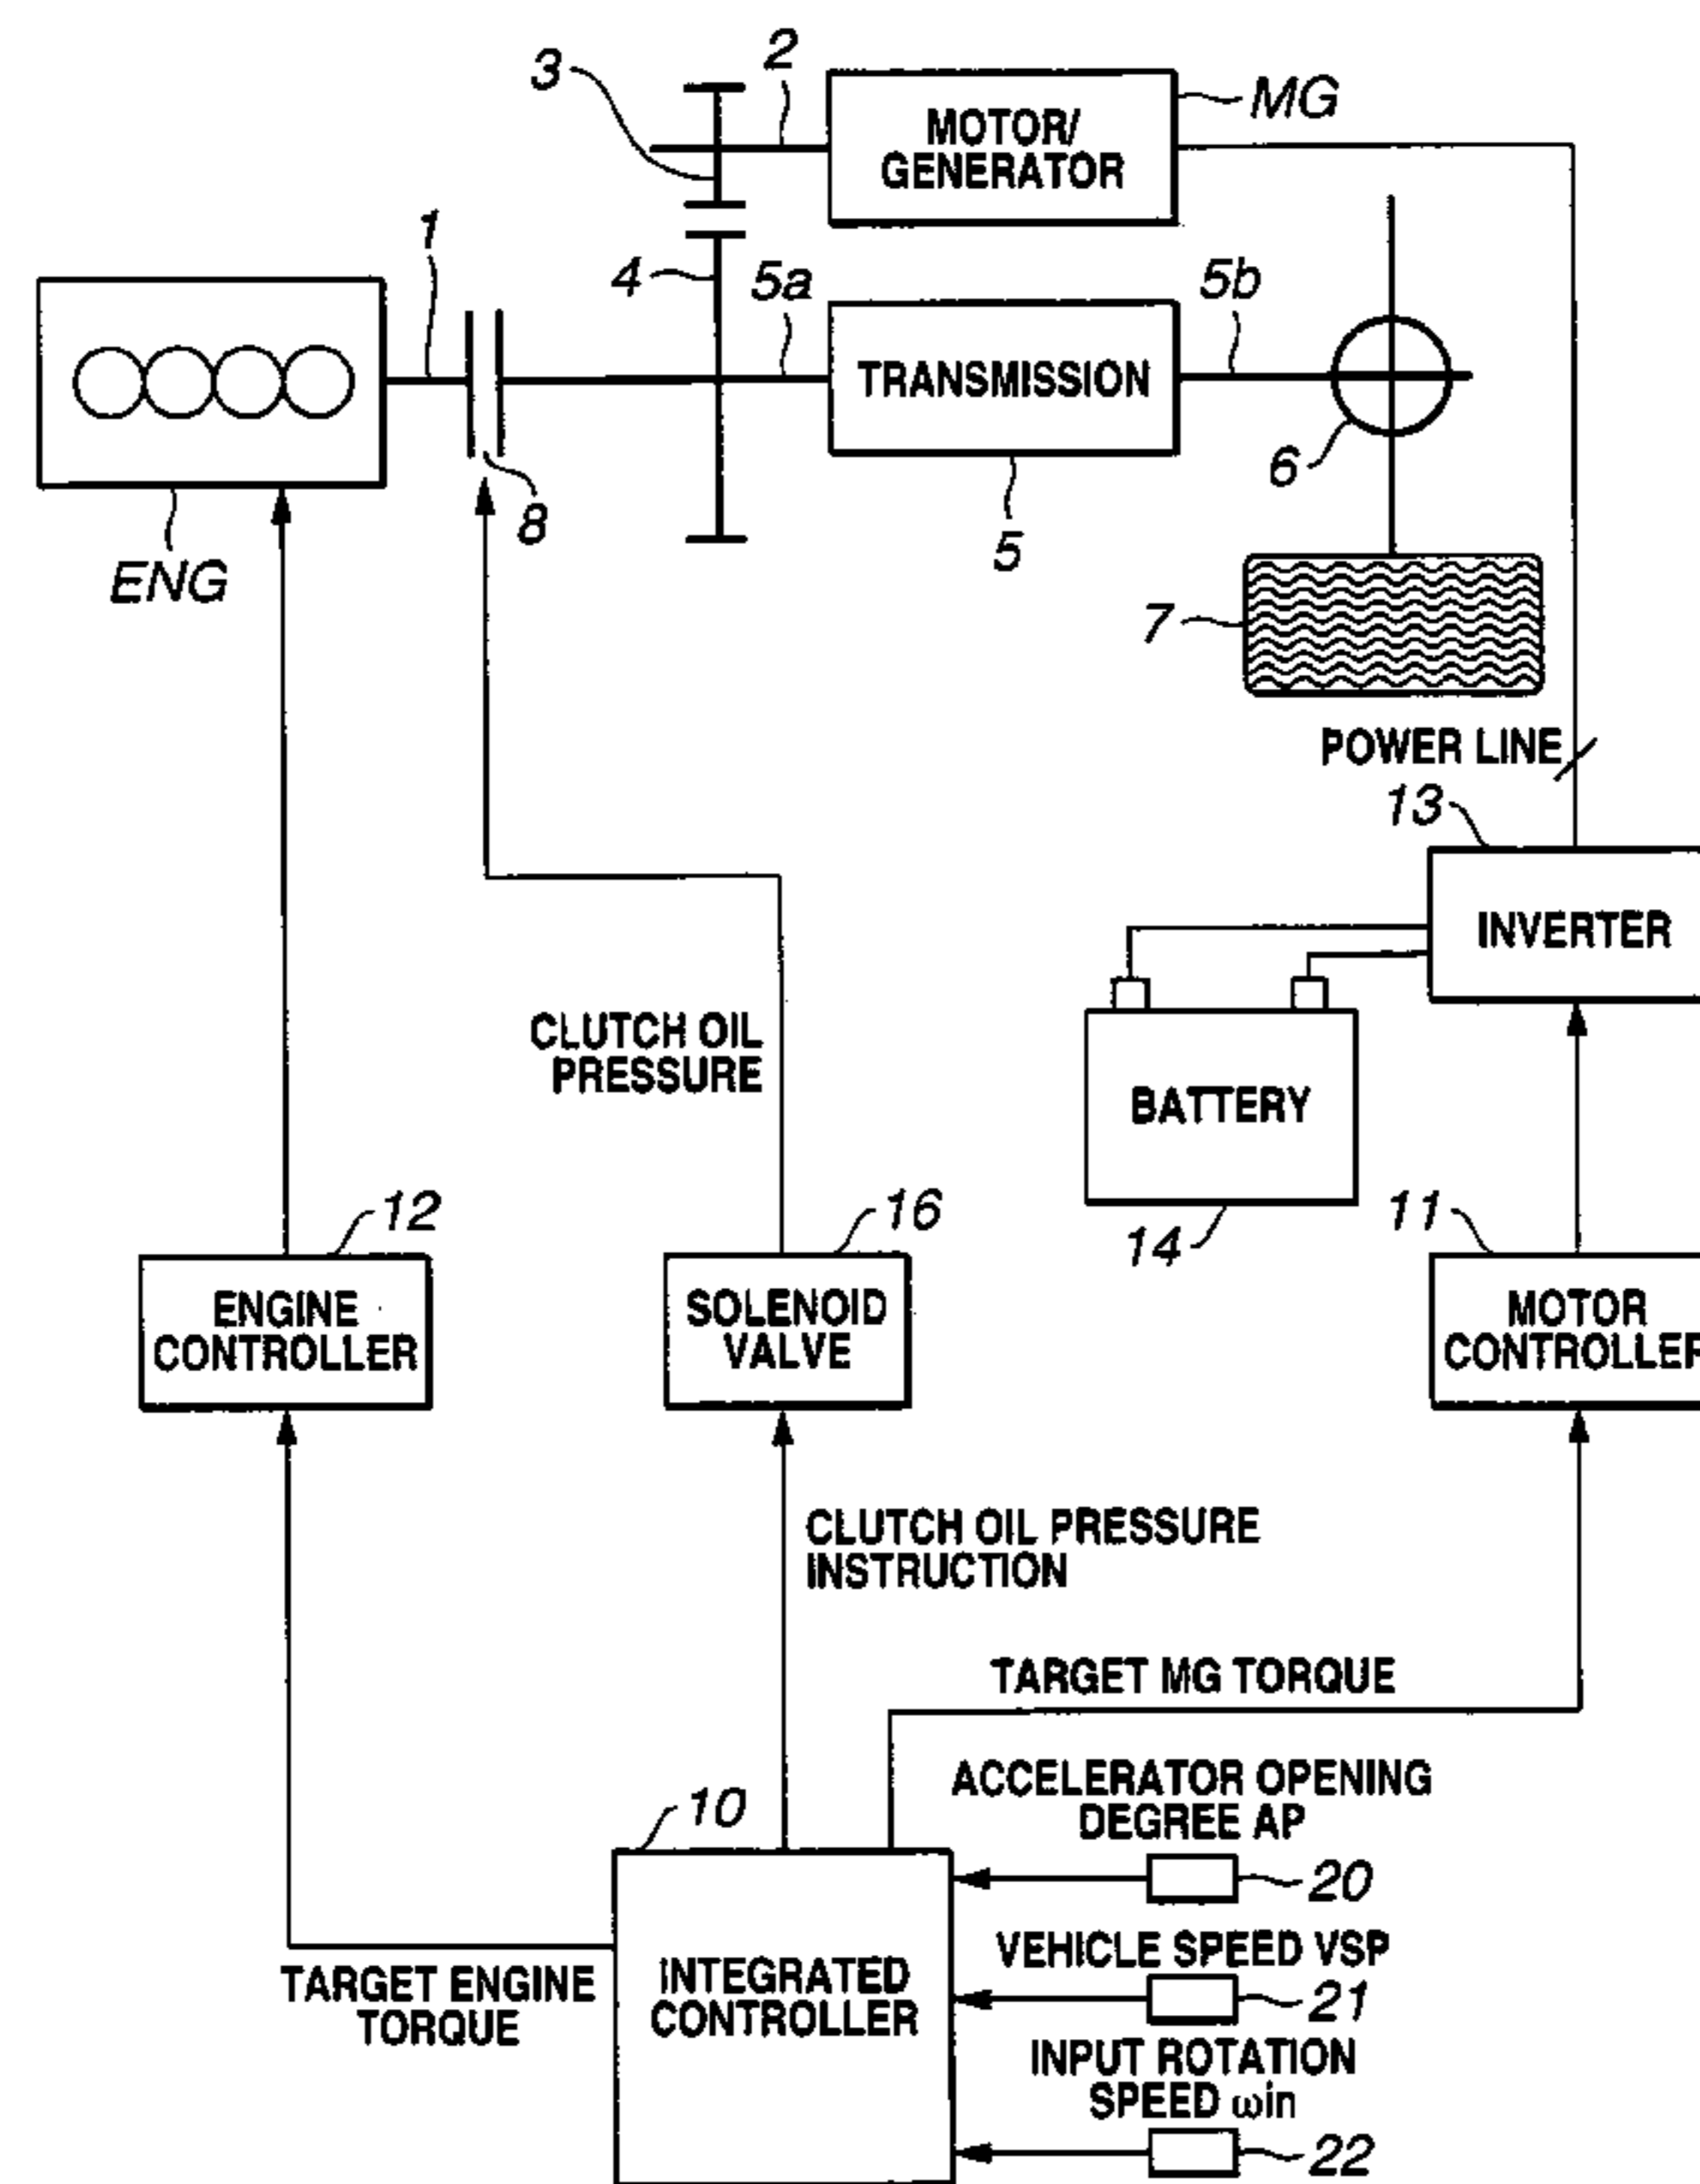 3
2
MG
MOTOR/
GENERATOR
1
4
5a
5b
TRANSMISSION
6
8
5
ENG
7
POWER LINE
13
INVERTER
CLUTCH OIL
PRESSURE
BATTERY
12
16
14
11
ENGINE
CONTROLLER
SOLENOID
VALVE
MOTOR
CONTROLLER
CLUTCH OIL PRESSURE
INSTRUCTION
TARGET MG TORQUE
10
ACCELERATOR OPENING
DEGREE AP
20
VEHICLE SPEED VSP
TARGET ENGINE
TORQUE
INTEGRATED
CONTROLLER
21
INPUT ROTATION
SPEED ωin
22